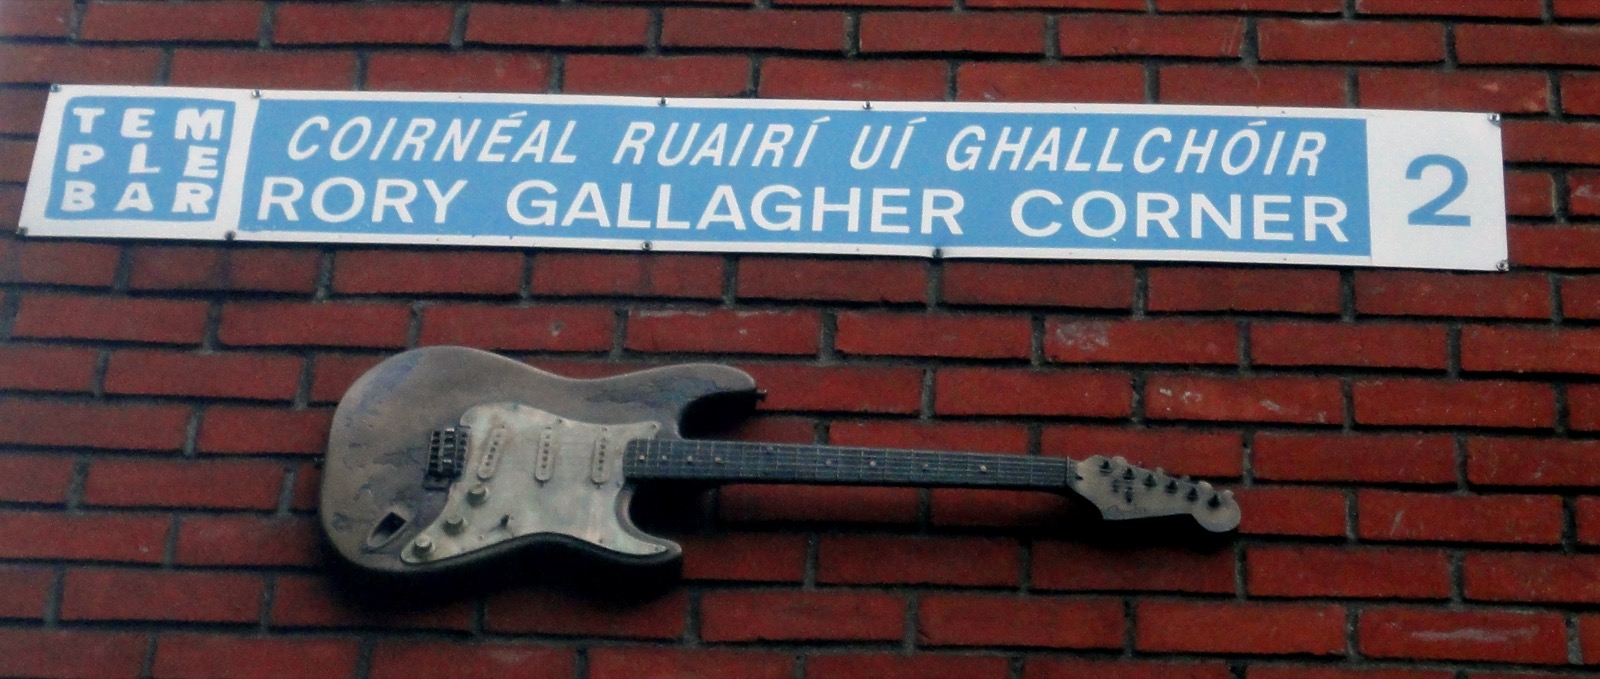 TEM
PLE
BAR
COIRNÉAL RUAIRÍ UÍ GHALLCHÓIR
RORY GALLAGHER CORNER
2